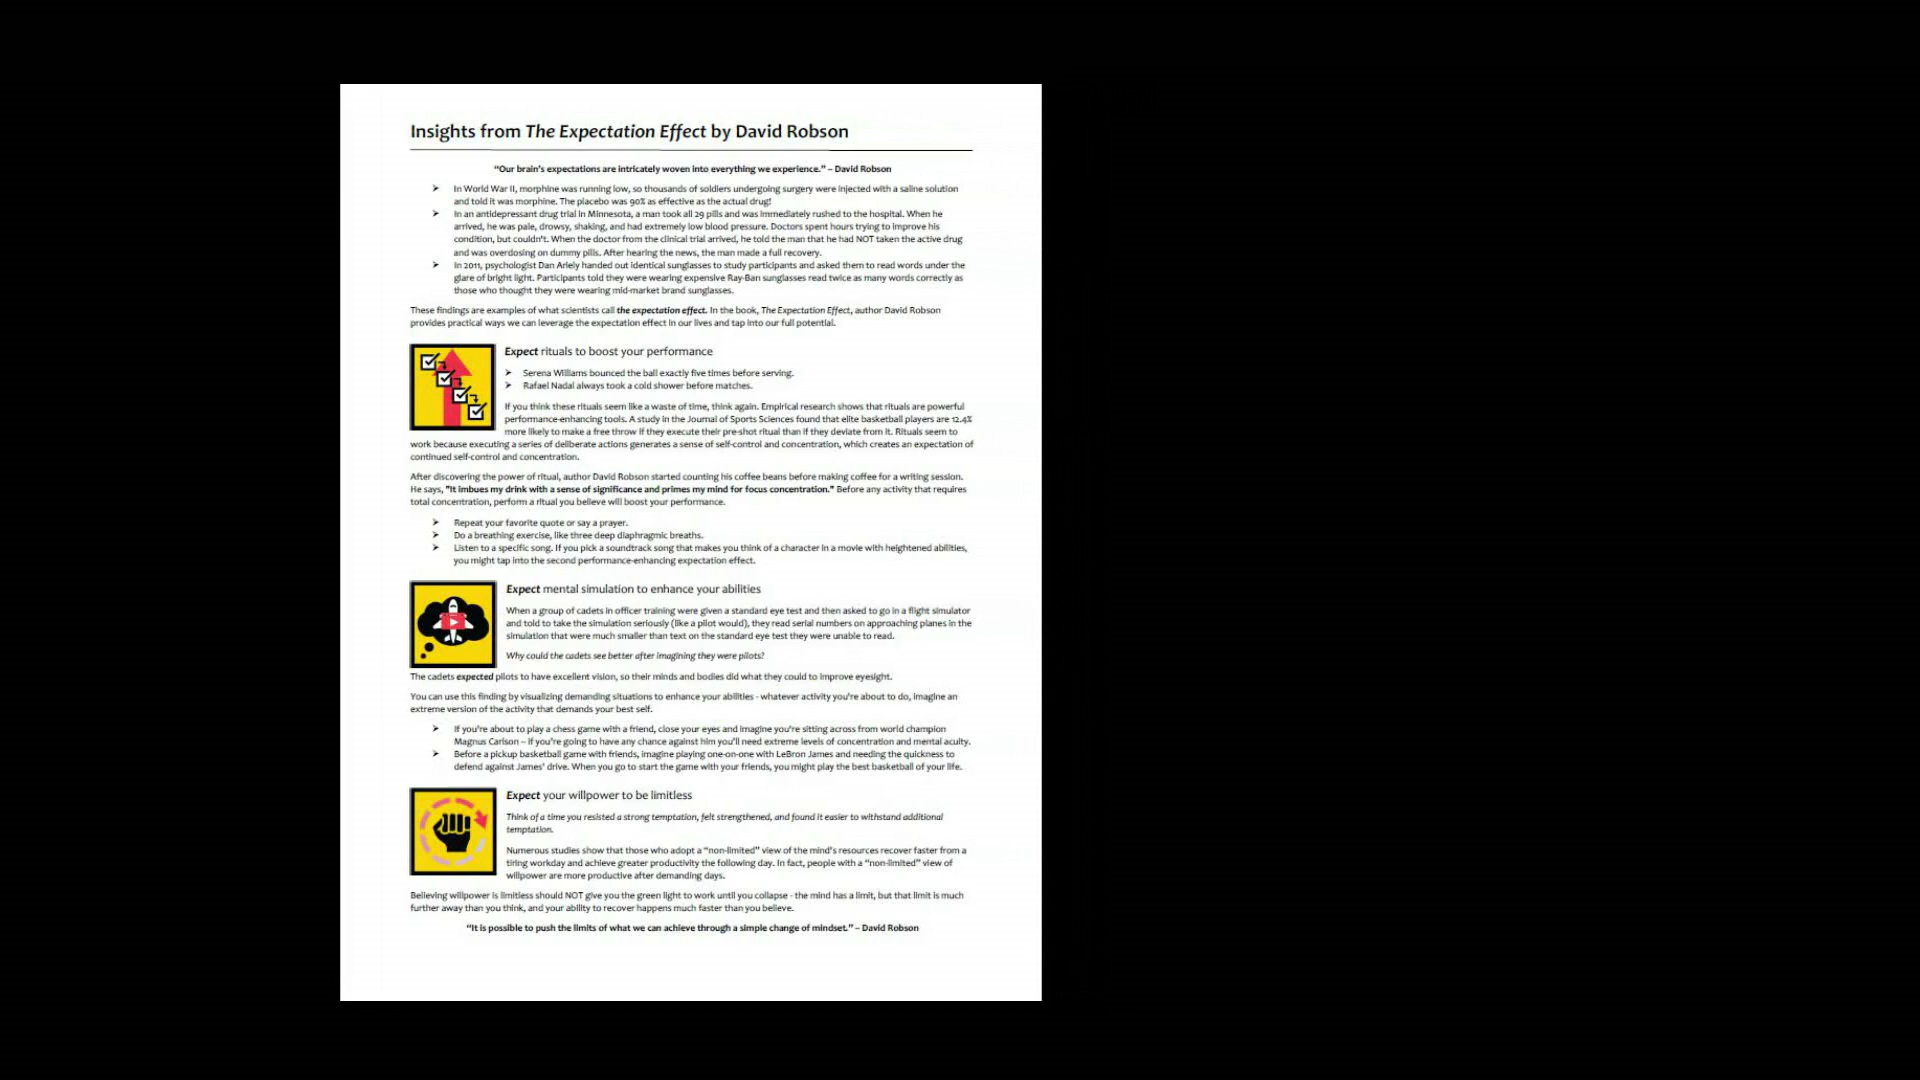 Insights from The Expectation Effect by David Robson
“Our brain’s expectations are intricately woven into everything we experience.” – David Robson
➢ In World War II, morphine was running low, so thousands of soldiers undergoing surgery were injected with a saline solution
and told it was morphine. The placebo was 90% as effective as the actual drug!
➢ In an antidepressant drug trial in Minnesota, a man took all 29 pills and was immediately rushed to the hospital. When he
arrived, he was pale, drowsy, shaking, and had extremely low blood pressure. Doctors spent hours trying to improve his
condition, but couldn’t. When the doctor from the clinical trial arrived, he told the man that he had NOT taken the active drug
and was overdosing on dummy pills. After hearing the news, the man made a full recovery.
➢ In 2011, psychologist Dan Ariely handed out identical sunglasses to study participants and asked them to read words under the
glare of bright light. Participants told they were wearing expensive Ray-Ban sunglasses read twice as many words correctly as
those who thought they were wearing mid-market brand sunglasses.
These findings are examples of what scientists call the expectation effect. In the book, The Expectation Effect, author David Robson
provides practical ways we can leverage the expectation effect in our lives and tap into our full potential.
Expect rituals to boost your performance
➢ Serena Williams bounced the ball exactly five times before serving.
➢ Rafael Nadal always took a cold shower before matches.
If you think these rituals seem like a waste of time, think again. Empirical research shows that rituals are powerful
performance-enhancing tools. A study in the Journal of Sports Sciences found that elite basketball players are 12.4%
more likely to make a free throw if they execute their pre-shot ritual than if they deviate from it. Rituals seem to
work because executing a series of deliberate actions generates a sense of self-control and concentration, which creates an expectation of
continued self-control and concentration.
After discovering the power of ritual, author David Robson started counting his coffee beans before making coffee for a writing session.
He says, "It imbues my drink with a sense of significance and primes my mind for focus concentration." Before any activity that requires
total concentration, perform a ritual you believe will boost your performance.
➢ Repeat your favorite quote or say a prayer.
➢ Do a breathing exercise, like three deep diaphragmic breaths.
➢ Listen to a specific song. If you pick a soundtrack song that makes you think of a character in a movie with heightened abilities,
you might tap into the second performance-enhancing expectation effect.
Expect mental simulation to enhance your abilities
When a group of cadets in officer training were given a standard eye test and then asked to go in a flight simulator
and told to take the simulation seriously (like a pilot would), they read serial numbers on approaching planes in the
simulation that were much smaller than text on the standard eye test they were unable to read.
Why could the cadets see better after imagining they were pilots?
The cadets expected pilots to have excellent vision, so their minds and bodies did what they could to improve eyesight.
You can use this finding by visualizing demanding situations to enhance your abilities - whatever activity you’re about to do, imagine an
extreme version of the activity that demands your best self.
➢ If you’re about to play a chess game with a friend, close your eyes and imagine you’re sitting across from world champion
Magnus Carlson – if you’re going to have any chance against him you’ll need extreme levels of concentration and mental acuity.
➢ Before a pickup basketball game with friends, imagine playing one-on-one with LeBron James and needing the quickness to
defend against James’ drive. When you go to start the game with your friends, you might play the best basketball of your life.
Expect your willpower to be limitless
Think of a time you resisted a strong temptation, felt strengthened, and found it easier to withstand additional
temptation.
Numerous studies show that those who adopt a “non-limited” view of the mind’s resources recover faster from a
tiring workday and achieve greater productivity the following day. In fact, people with a “non-limited” view of
willpower are more productive after demanding days.
Believing willpower is limitless should NOT give you the green light to work until you collapse - the mind has a limit, but that limit is much
further away than you think, and your ability to recover happens much faster than you believe.
“It is possible to push the limits of what we can achieve through a simple change of mindset.” – David Robson